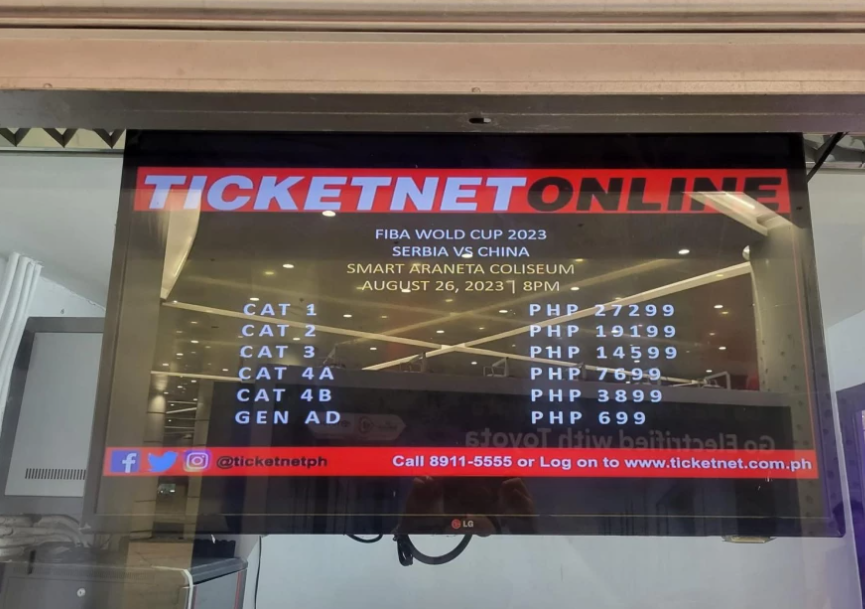 TICKETNETONLINE
FIBA WOLD CUP 2023
SERBIA VS CHINA
SMART ARANETA COLISEUM
AUGUST 26, 2023 | 8PM
CAT 1 PHP 27299
CAT 2 PHP 19199
CAT 3 PHP 14599
CAT 4A PHP 7699
CAT 4B PHP 3899
GEN AD PHP 699
Go Electrified with Toyota
@ticketnetph Call 8911-5555 or Log on to www.ticketnet.com.ph
LG